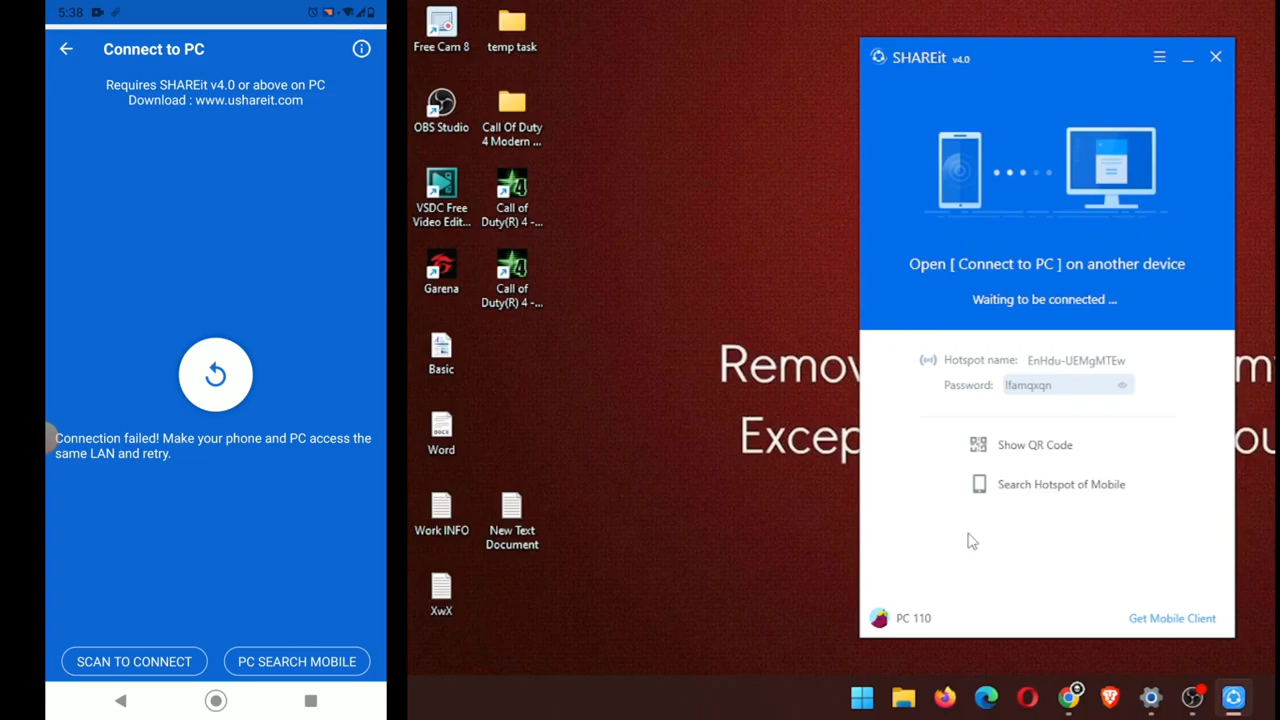 5:38
Connect to PC
Requires SHAREit v4.0 or above on PC
Download : www.ushareit.com
Connection failed! Make your phone and PC access the
same LAN and retry.
SCAN TO CONNECT
PC SEARCH MOBILE
Free Cam 8
temp task
OBS Studio
Call Of Duty
4 Modern ...
VSDC Free
Video Edit...
Call of
Duty(R) 4 -...
Garena
Call of
Duty(R) 4 -...
Basic
Word
Work INFO
New Text
Document
XwX
Remov
Excep
SHAREit v4.0
Open [ Connect to PC ] on another device
Waiting to be connected ...
Hotspot name: EnHdu-UEMgMTEw
Password: lfamqxqn
Show QR Code
Search Hotspot of Mobile
PC 110
Get Mobile Client